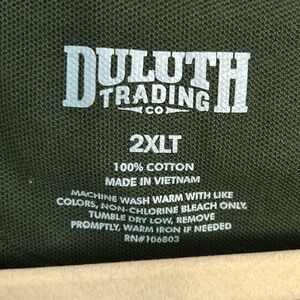 DULUTH
TRADING
CO
2XLT
100% COTTON
MADE IN VIETNAM
MACHINE WASH WARM WITH LIKE
COLORS, NON-CHLORINE BLEACH ONLY,
TUMBLE DRY LOW, REMOVE
PROMPTLY, WARM IRON IF NEEDED
RN#106803